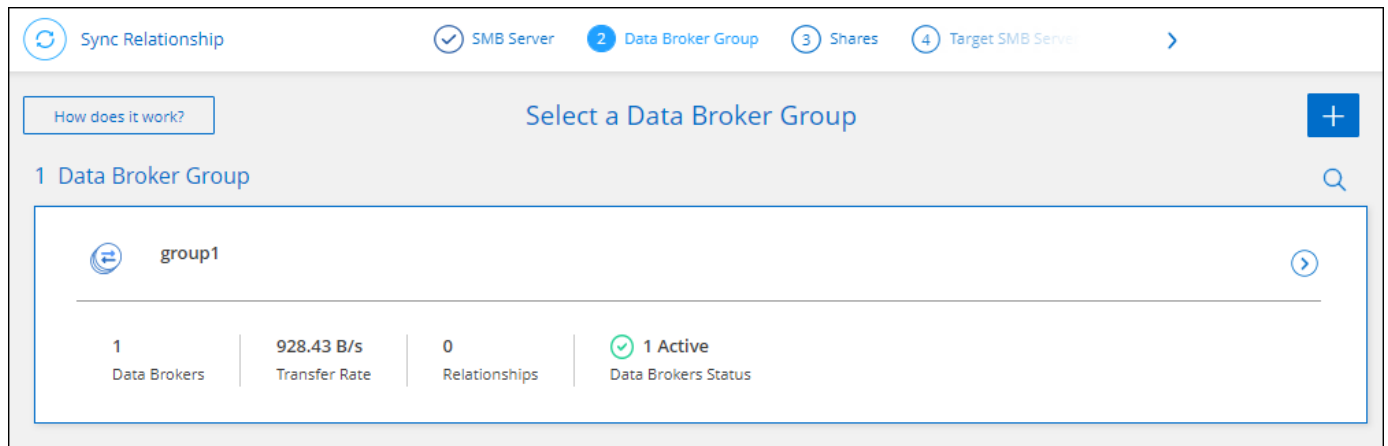 Sync Relationship
SMB Server
2 Data Broker Group
3 Shares
4 Target SMB Serve
How does it work?
Select a Data Broker Group
+
1 Data Broker Group
group1
1
Data Brokers
928.43 B/s
Transfer Rate
0
Relationships
1 Active
Data Brokers Status